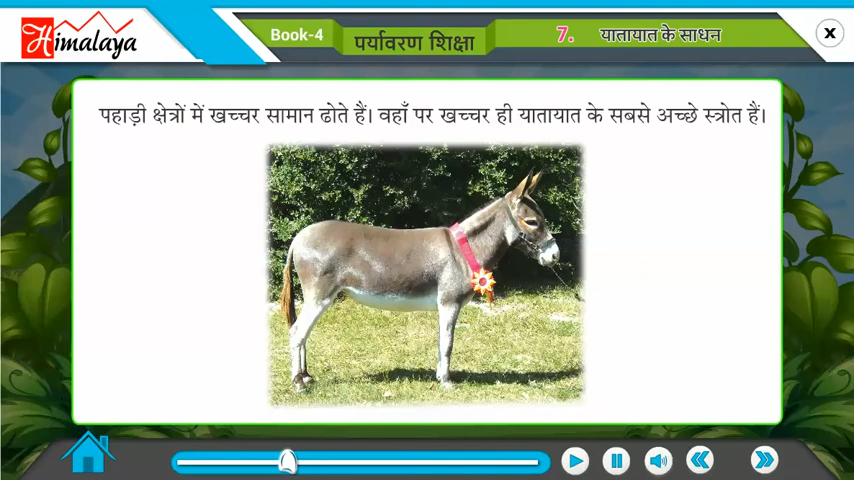 Himalaya
Book-4
पर्यावरण शिक्षा
7. यातायात के साधन
X
पहाड़ी क्षेत्रों में खच्चर सामान ढोते हैं। वहाँ पर खच्चर ही यातायात के सबसे अच्छे स्त्रोत हैं।